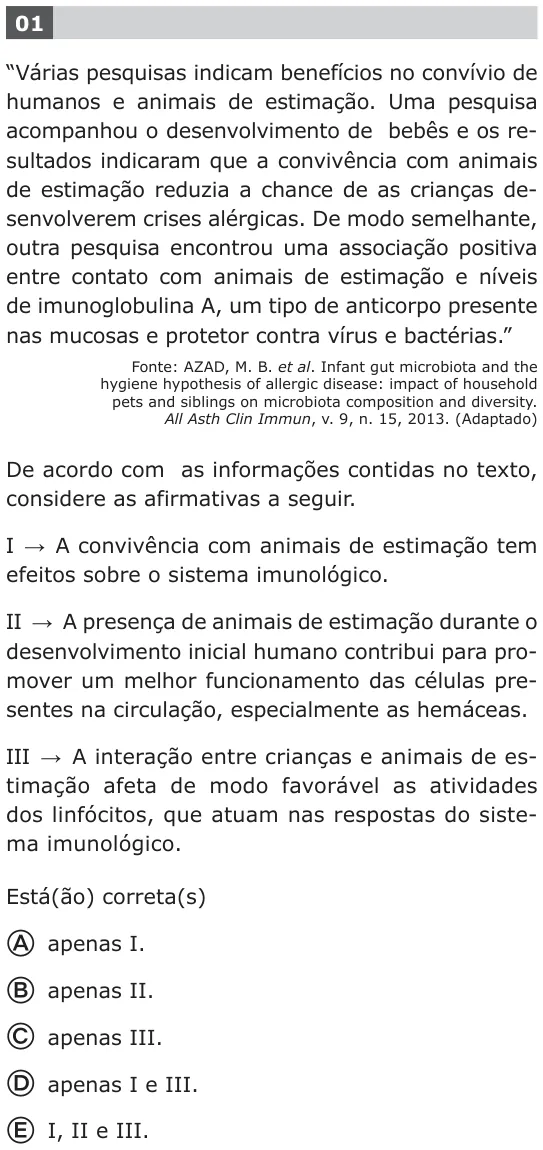 01
“Várias pesquisas indicam benefícios no convívio de
humanos e animais de estimação. Uma pesquisa
acompanhou o desenvolvimento de bebês e os re-
sultados indicaram que a convivência com animais
de estimação reduzia a chance de as crianças de-
senvolverem crises alérgicas. De modo semelhante,
outra pesquisa encontrou uma associação positiva
entre contato com animais de estimação e níveis
de imunoglobulina A, um tipo de anticorpo presente
nas mucosas e protetor contra vírus e bactérias.”
Fonte: AZAD, M. B. et al. Infant gut microbiota and the
hygiene hypothesis of allergic disease: impact of household
pets and siblings on microbiota composition and diversity.
All Asth Clin Immun, v. 9, n. 15, 2013. (Adaptado)
De acordo com as informações contidas no texto,
considere as afirmativas a seguir.
I → A convivência com animais de estimação tem
efeitos sobre o sistema imunológico.
II → A presença de animais de estimação durante o
desenvolvimento inicial humano contribui para pro-
mover um melhor funcionamento das células pre-
sentes na circulação, especialmente as hemáceas.
III → A interação entre crianças e animais de es-
timação afeta de modo favorável as atividades
dos linfócitos, que atuam nas respostas do siste-
ma imunológico.
Está(ão) correta(s)
A apenas I.
B apenas II.
C apenas III.
D apenas I e III.
E I, II e III.